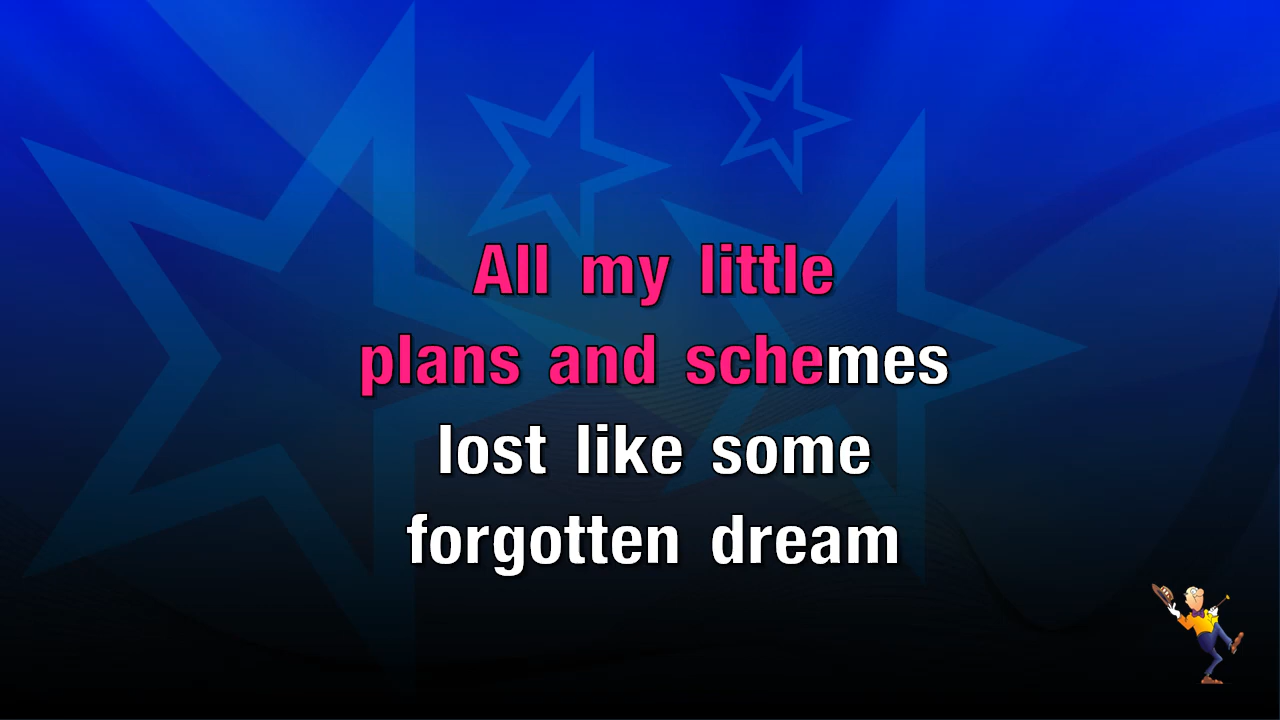 All my little
plans and schemes
lost like some
forgotten dream